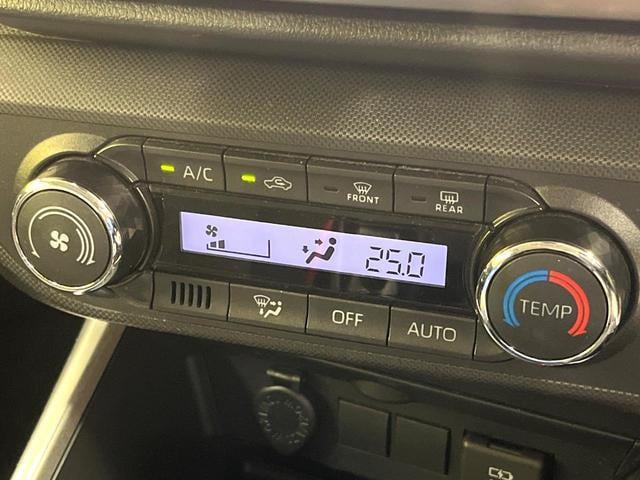 A/C
FRONT
REAR
25.0
TEMP
OFF
AUTO